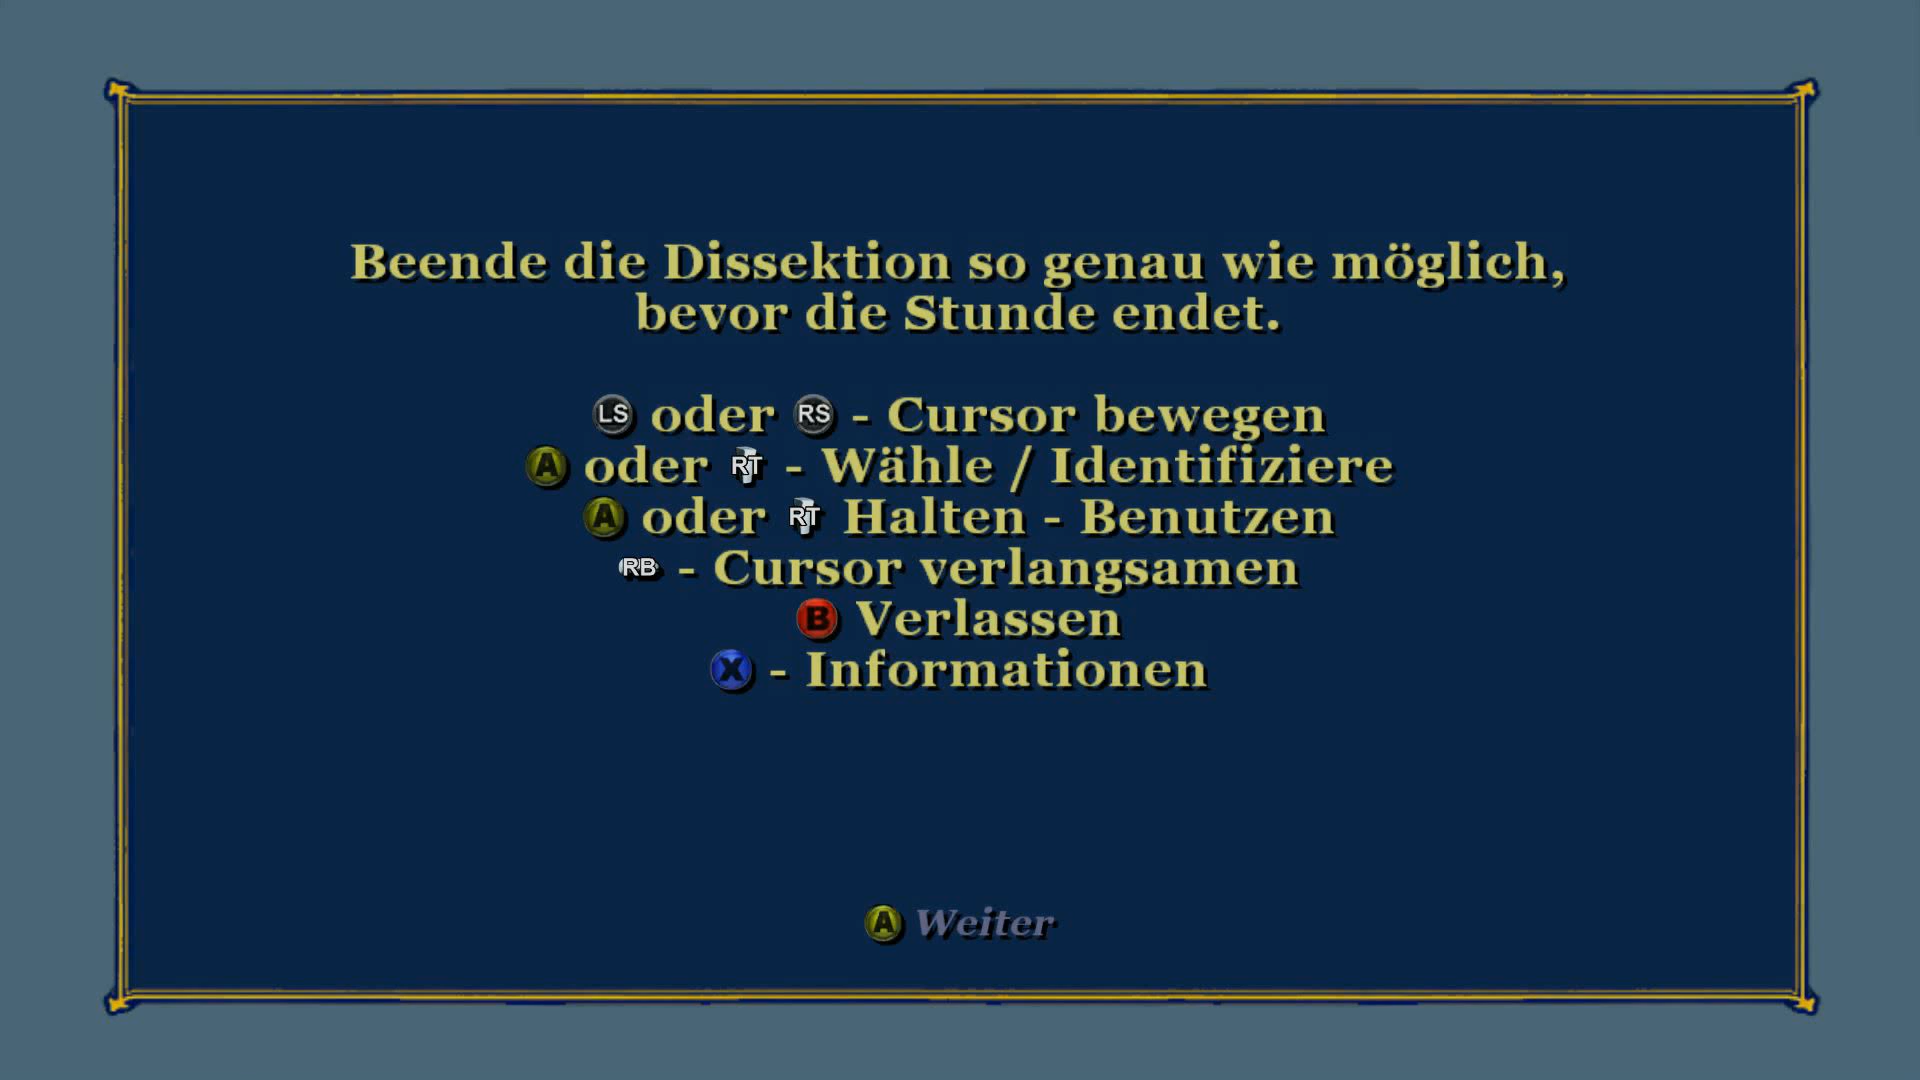 Beende die Dissektion so genau wie möglich,
bevor die Stunde endet.
LS oder RS - Cursor bewegen
A oder RT - Wähle / Identifiziere
A oder RT Halten - Benutzen
RB - Cursor verlangsamen
B Verlassen
X - Informationen
A Weiter